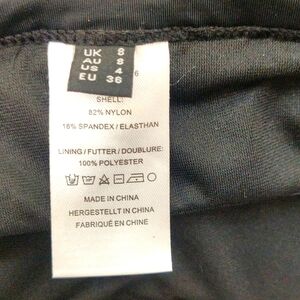 UK 8
AU 8
US 4
EU 36
6
SHELL:
82% NYLON
18% SPANDEX / ELASTHAN
LINING / FUTTER / DOUBLURE:
100% POLYESTER
MADE IN CHINA
HERGESTELLT IN CHINA
FABRIQUÉ EN CHINE